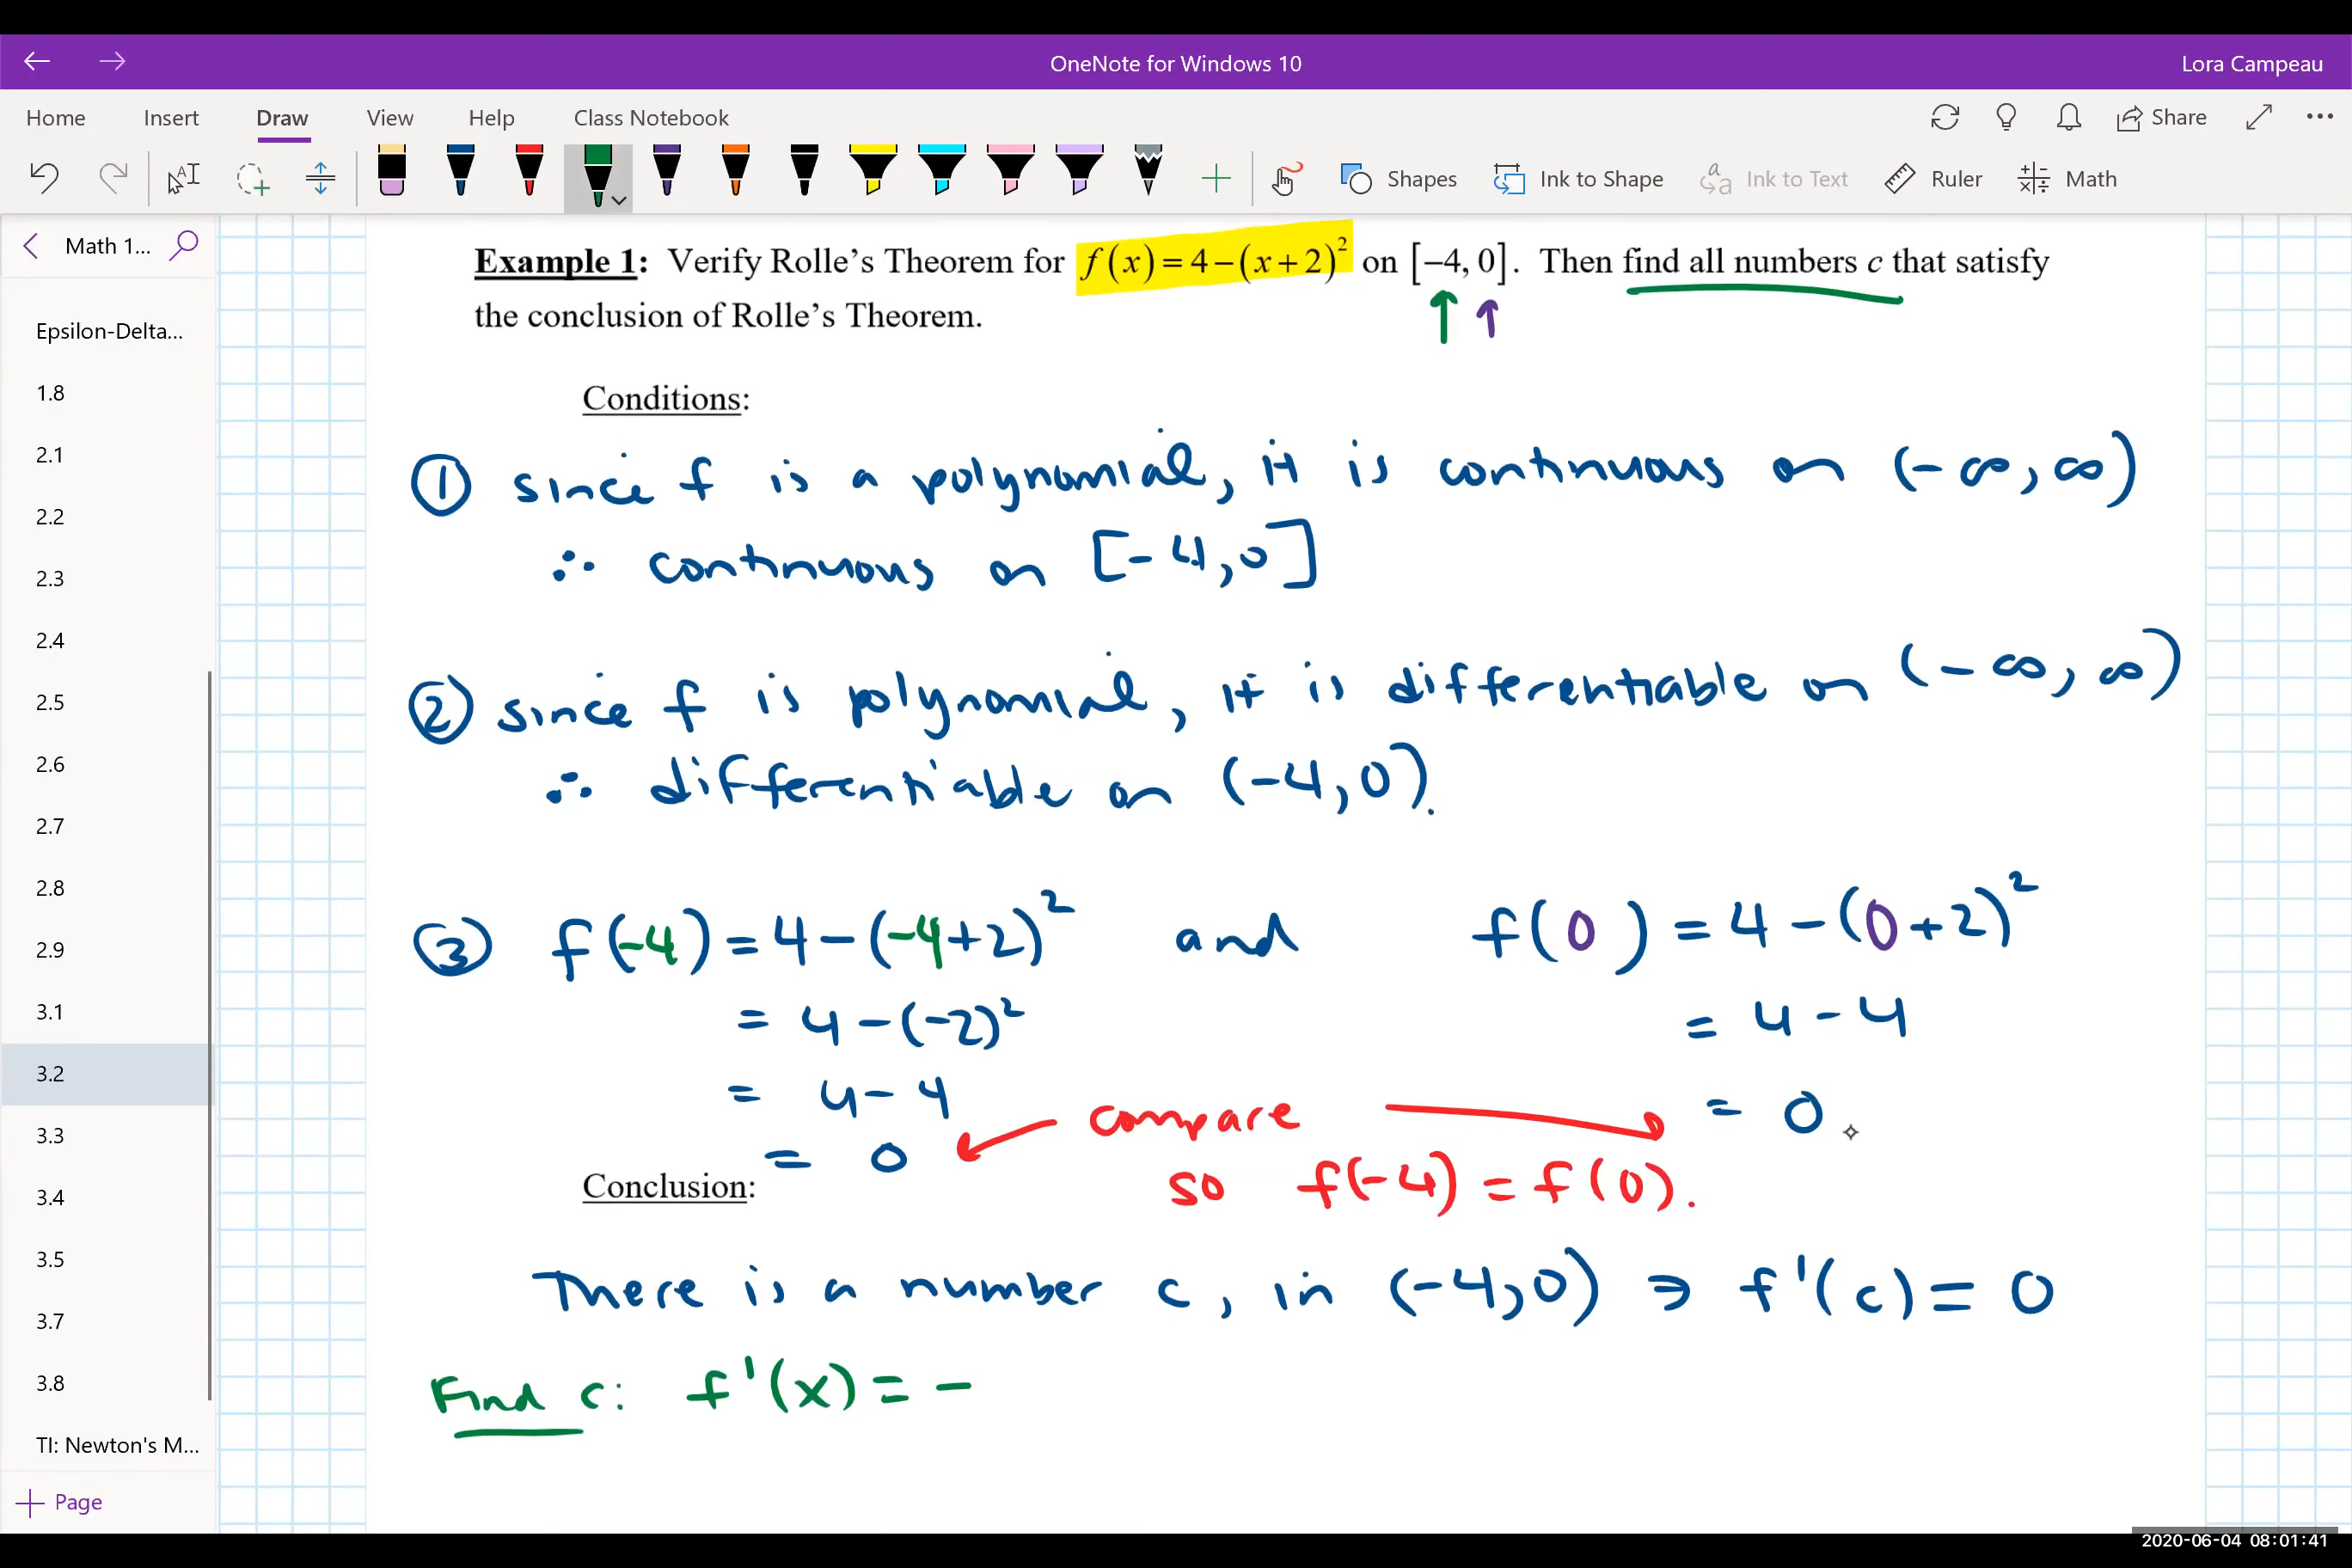 OneNote for Windows 10
Lora Campeau
Home Insert Draw View Help Class Notebook Share
Shapes Ink to Shape Ink to Text Ruler Math
Math 1...
Epsilon-Delta...
1.8
2.1
2.2
2.3
2.4
2.5
2.6
2.7
2.8
2.9
3.1
3.2
3.3
3.4
3.5
3.7
3.8
TI: Newton's M...
+ Page
Example 1: Verify Rolle's Theorem for f(x)=4−(x+2)² on [−4, 0]. Then find all numbers c that satisfy
the conclusion of Rolle's Theorem.
Conditions:
① since f is a polynomial, it is continuous on (-∞, ∞)
∴ continuous on [-4, 0]
② since f is polynomial, it is differentiable on (-∞, ∞)
∴ differentiable on (-4, 0).
③ f(-4) = 4 - (-4+2)² and f(0) = 4 - (0+2)²
= 4 - (-2)² = 4 - 4
= 4 - 4 compare = 0
= 0 so f(-4) = f(0).
Conclusion:
There is a number c, in (-4, 0) ∋ f'(c) = 0
Find c: f'(x) = -
2020-06-04 08:01:41